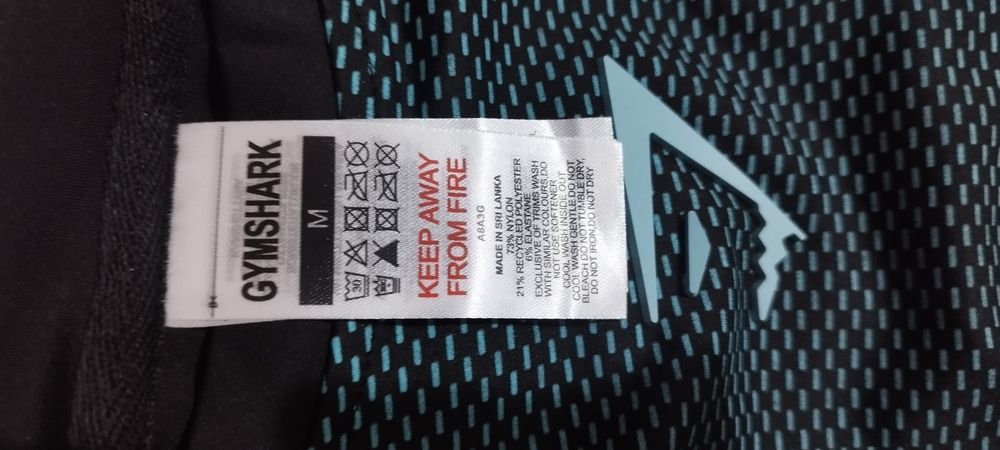 GYMSHARK
M
30
KEEP AWAY
FROM FIRE
A8A3G
MADE IN SRI LANKA
73% NYLON
21% RECYCLED POLYESTER
6% ELASTANE
EXCLUSIVE OF TRIMS WASH
WITH SIMILAR COLOURS DO
NOT USE SOFTENER
COOL WASH INSIDE OUT
COOL WASH GENTLE DO NOT
BLEACH DO NOT TUMBLE DRY,
DO NOT IRON DO NOT DRY